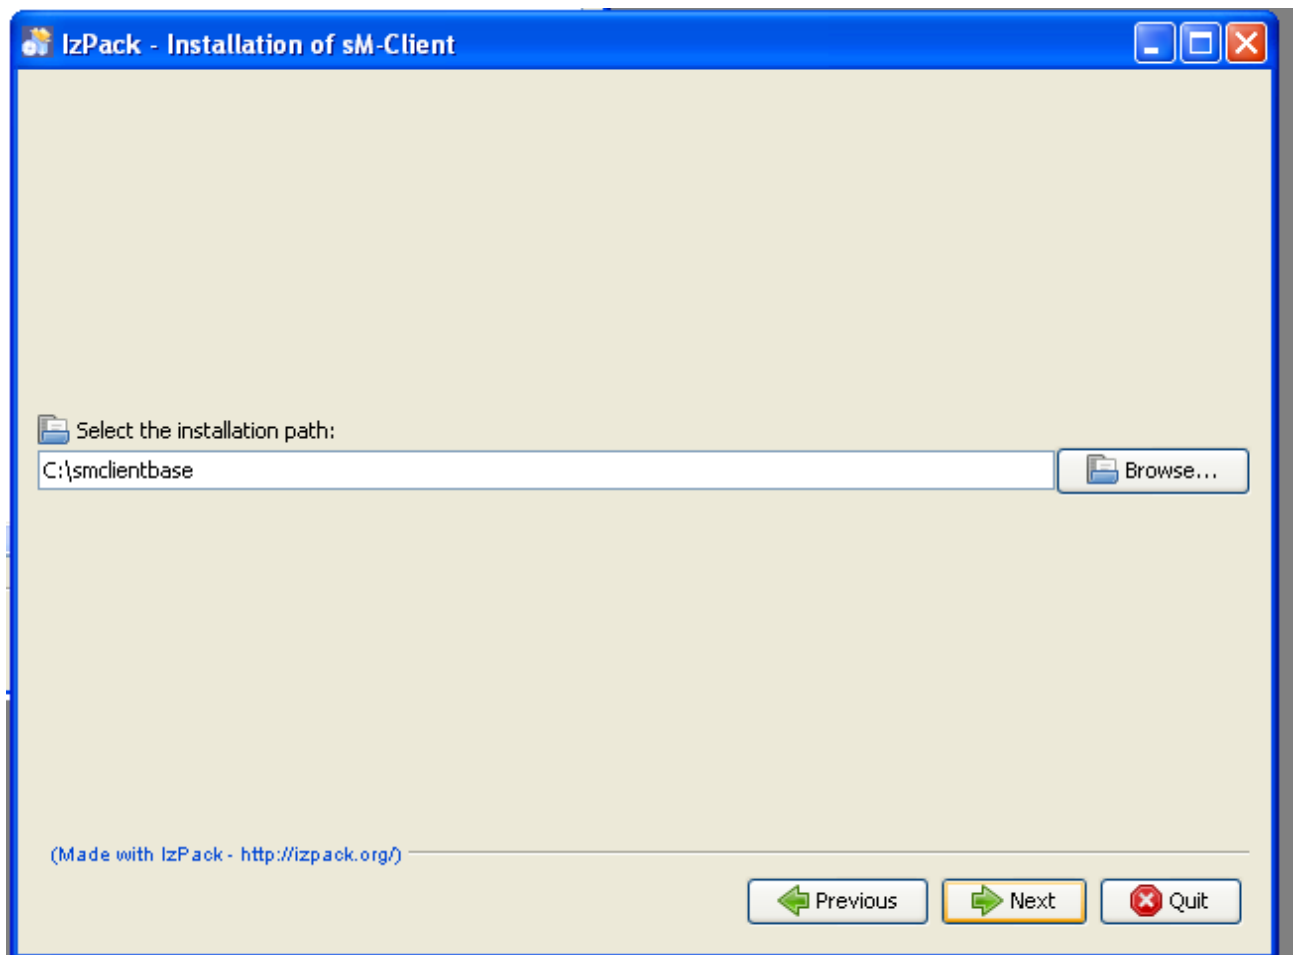 IzPack - Installation of sM-Client
Select the installation path:
C:\smclientbase
Browse...
(Made with IzPack - http://izpack.org/)
Previous
Next
Quit